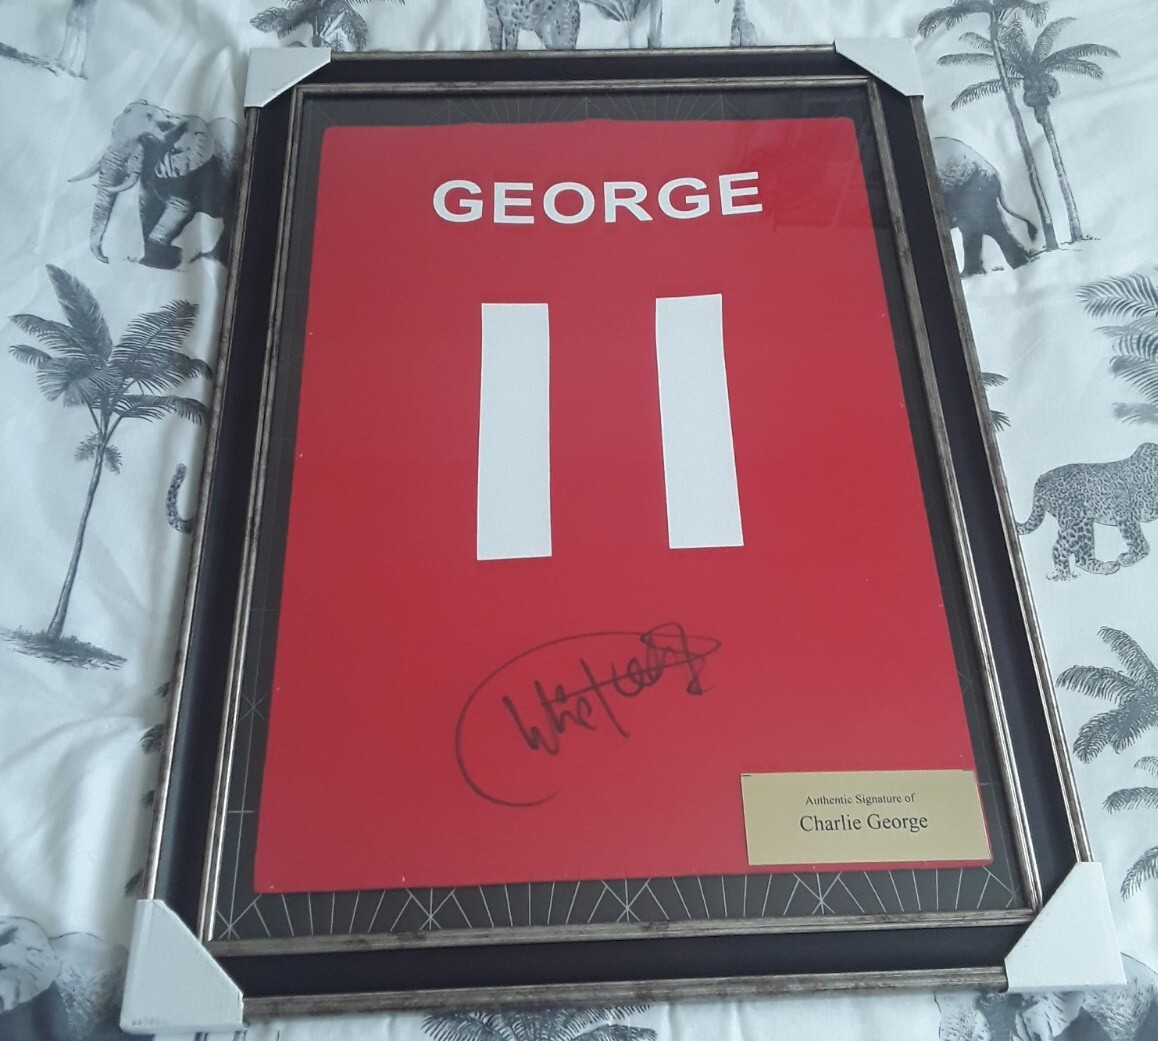 GEORGE
11
Authentic Signature of
Charlie George